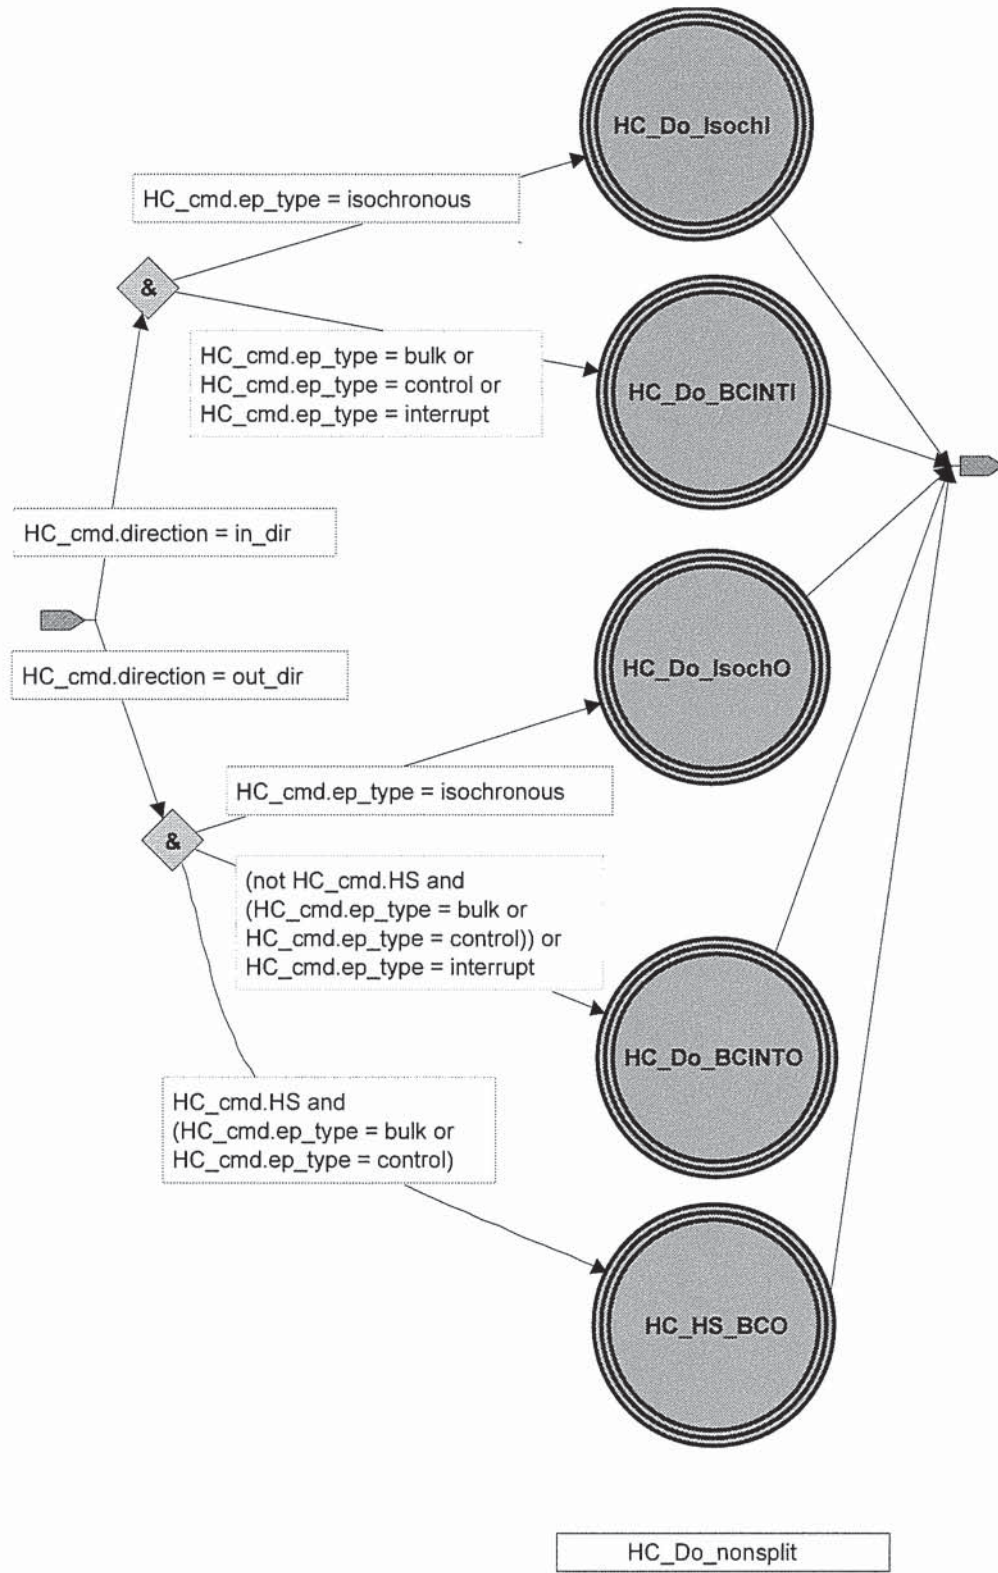 HC_Do_IsochI
HC_cmd.ep_type = isochronous
&
HC_cmd.ep_type = bulk or
HC_cmd.ep_type = control or
HC_cmd.ep_type = interrupt
HC_Do_BCINTI
HC_cmd.direction = in_dir
HC_cmd.direction = out_dir
HC_Do_IsochO
HC_cmd.ep_type = isochronous
&
(not HC_cmd.HS and
(HC_cmd.ep_type = bulk or
HC_cmd.ep_type = control)) or
HC_cmd.ep_type = interrupt
HC_Do_BCINTO
HC_cmd.HS and
(HC_cmd.ep_type = bulk or
HC_cmd.ep_type = control)
HC_HS_BCO
HC_Do_nonsplit